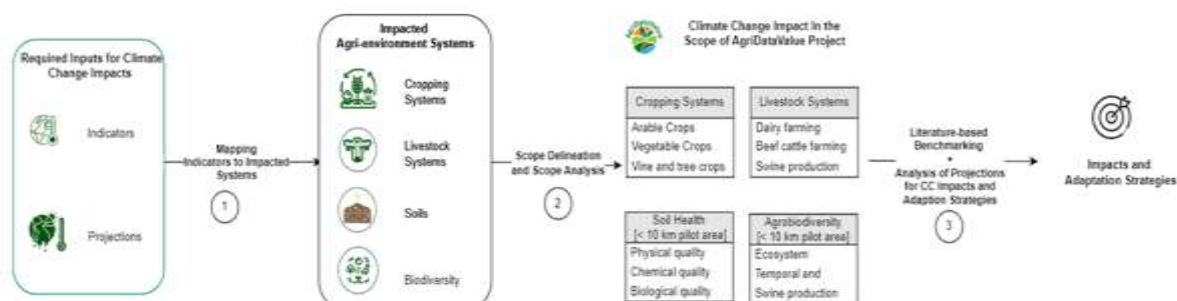 Required Inputs for Climate
Change Impacts
Indicators
Projections
Mapping
Indicators to Impacted
Systems
1
Impacted
Agri-environment Systems
Cropping
Systems
Livestock
Systems
Soils
Biodiversity
Scope Delineation
and Scope Analysis
2
Climate Change Impact In the
Scope of AgriDataValue Project
Cropping Systems
Arable Crops
Vegetable Crops
Vine and tree crops
Livestock Systems
Dairy farming
Beef cattle farming
Swine production
Soil Health
[< 10 km pilot area]
Physical quality
Chemical quality
Biological quality
Agrobiodiversity
[< 10 km pilot area]
Ecosystem
Temporal and
Swine production
Literature-based
Benchmarking
+
Analysis of Projections
for CC Impacts and
Adaption Strategies
3
Impacts and
Adaptation Strategies